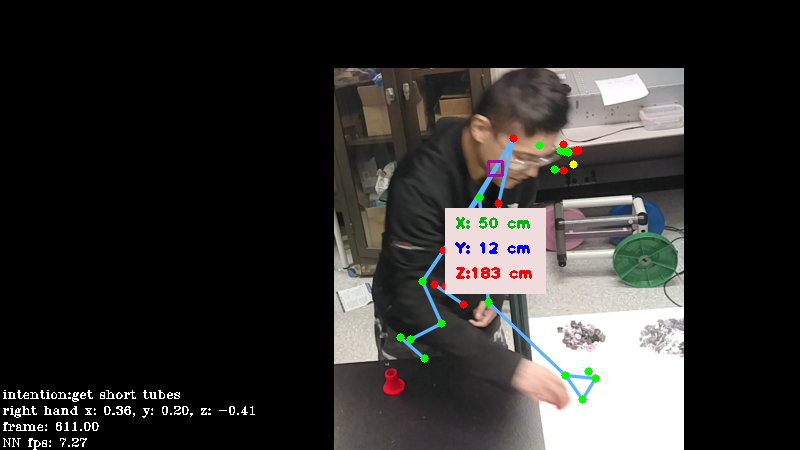 X: 50 cm
Y: 12 cm
Z:183 cm
intention:get short tubes
right hand x: 0.36, y: 0.20, z: −0.41
frame: 611.00
NN fps: 7.27